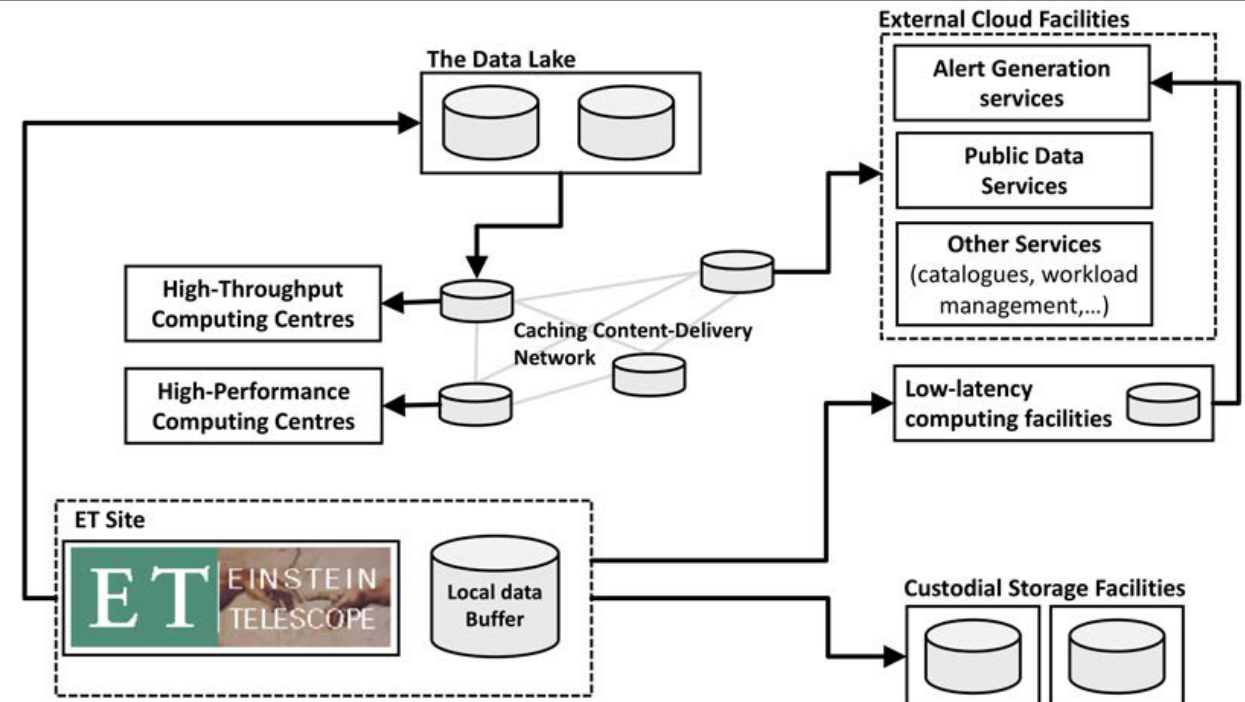 External Cloud Facilities
The Data Lake
Alert Generation
services
Public Data
Services
Other Services
(catalogues, workload
management,...)
High-Throughput
Computing Centres
Caching Content-Delivery
Network
High-Performance
Computing Centres
Low-latency
computing facilities
ET Site
ET
EINSTEIN
TELESCOPE
Local data
Buffer
Custodial Storage Facilities